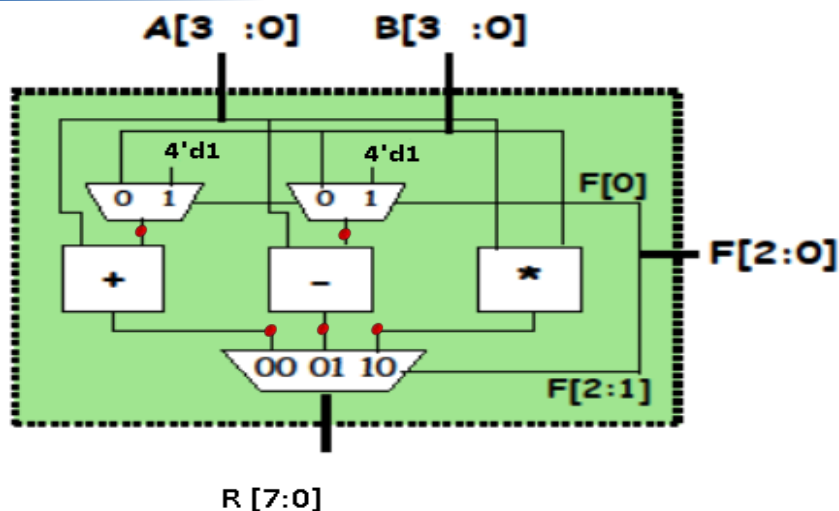 A[3 :0] B[3 :0]
4'd1 4'd1
0 1 0 1 F[0]
+ - * F[2:0]
00 01 10
F[2:1]
R [7:0]